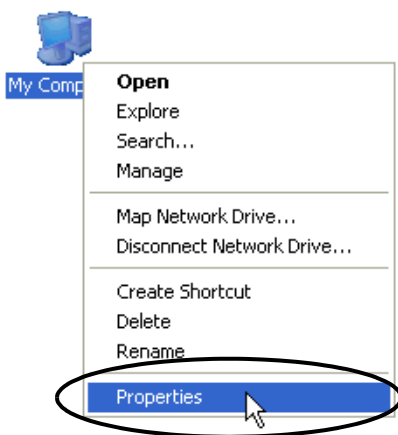 My Comp
Open
Explore
Search...
Manage
Map Network Drive...
Disconnect Network Drive...
Create Shortcut
Delete
Rename
Properties